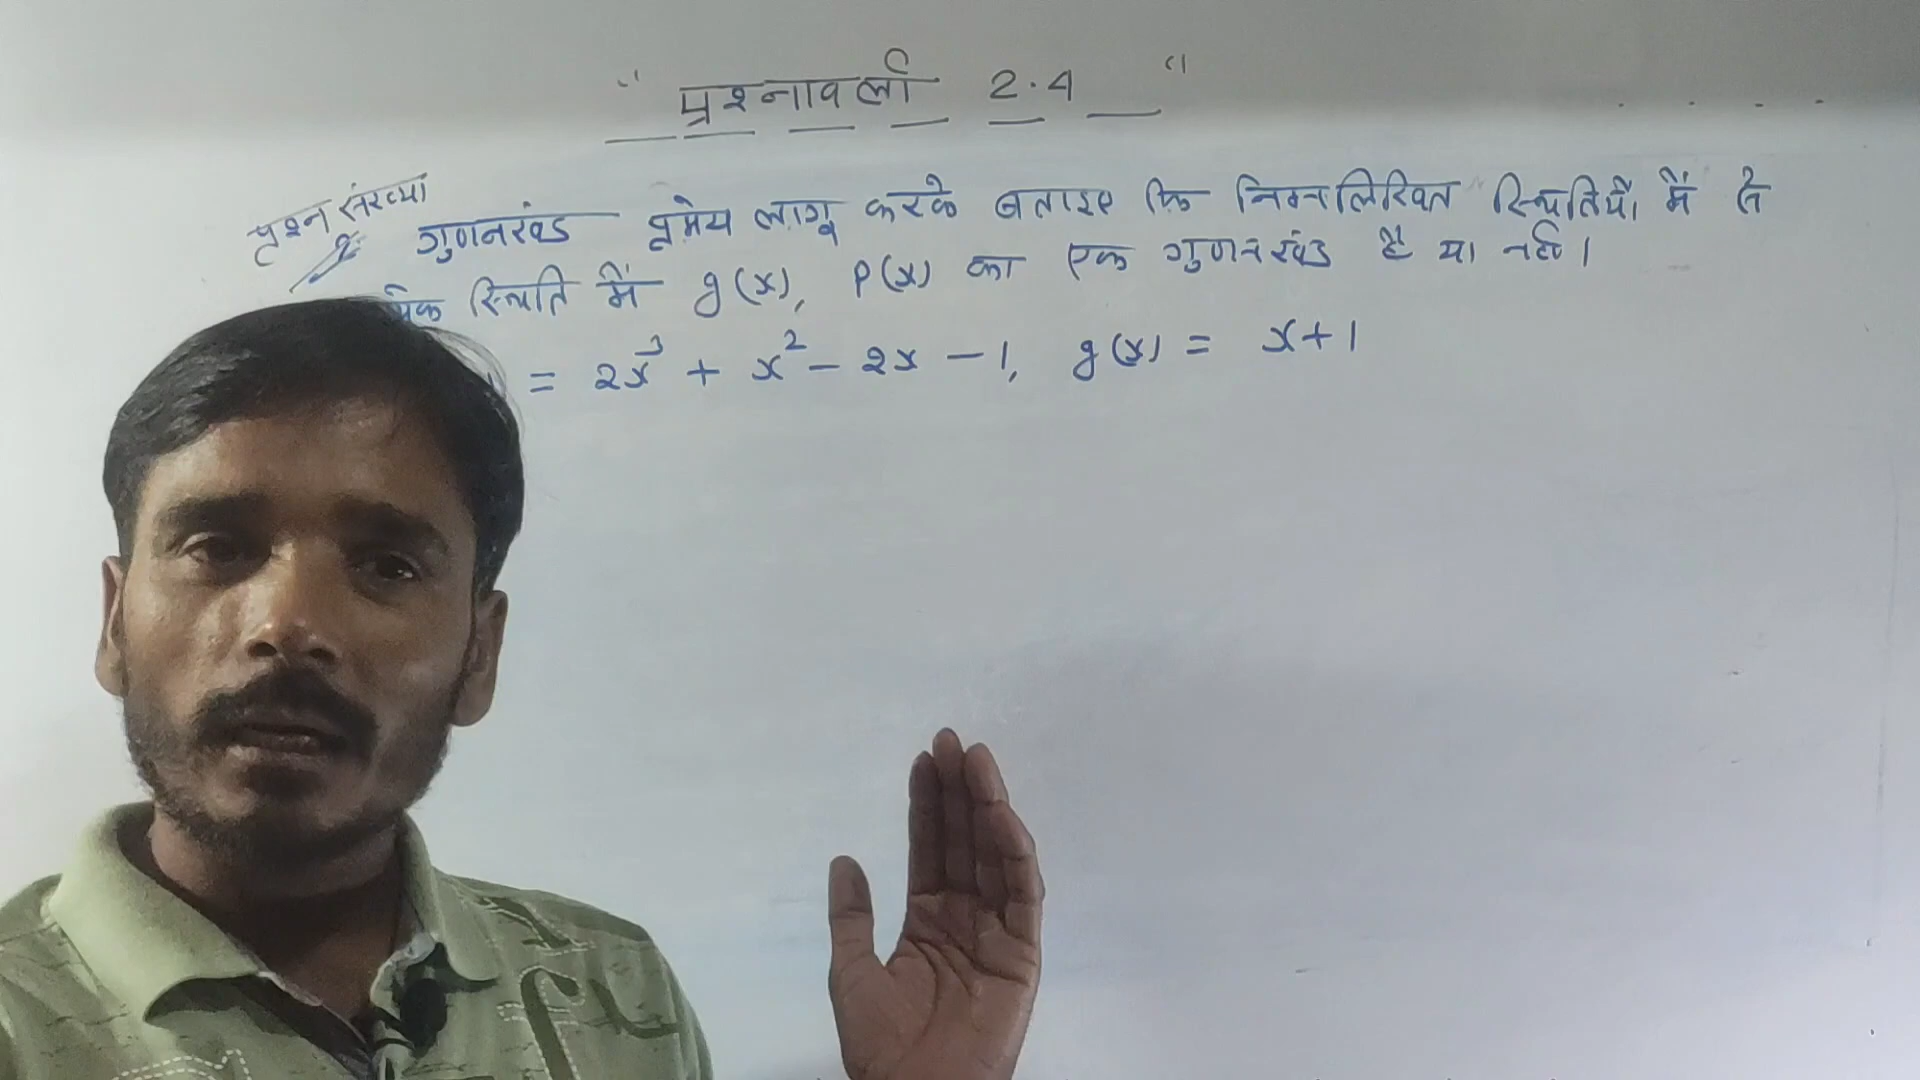 " प्रश्नावली 2.4 "
प्रश्न संख्या
2 गुणनखंड प्रमेय लागू करके बताइए कि निम्नलिखित स्थितियों में से
स्थिति में g(x), P(x) का एक गुणनखंड है या नहीं।
= 2x³ + x² - 2x - 1, g(x) = x+1